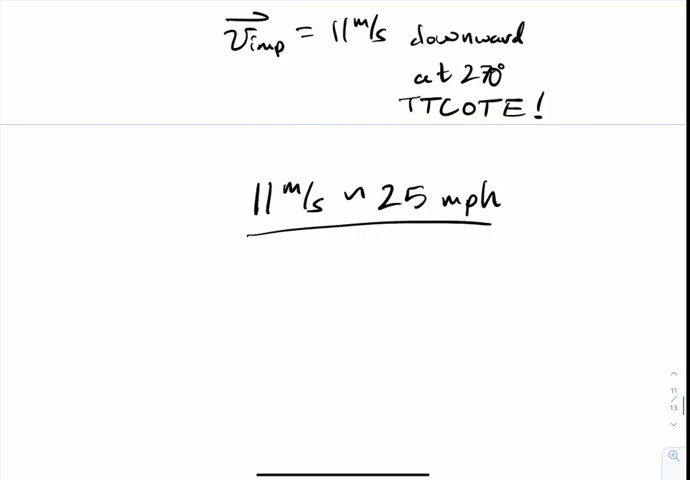 v⃗imp = 11 m/s downward
at 270°
TTCOTE!
11 m/s ~ 25 mph
11
/
13